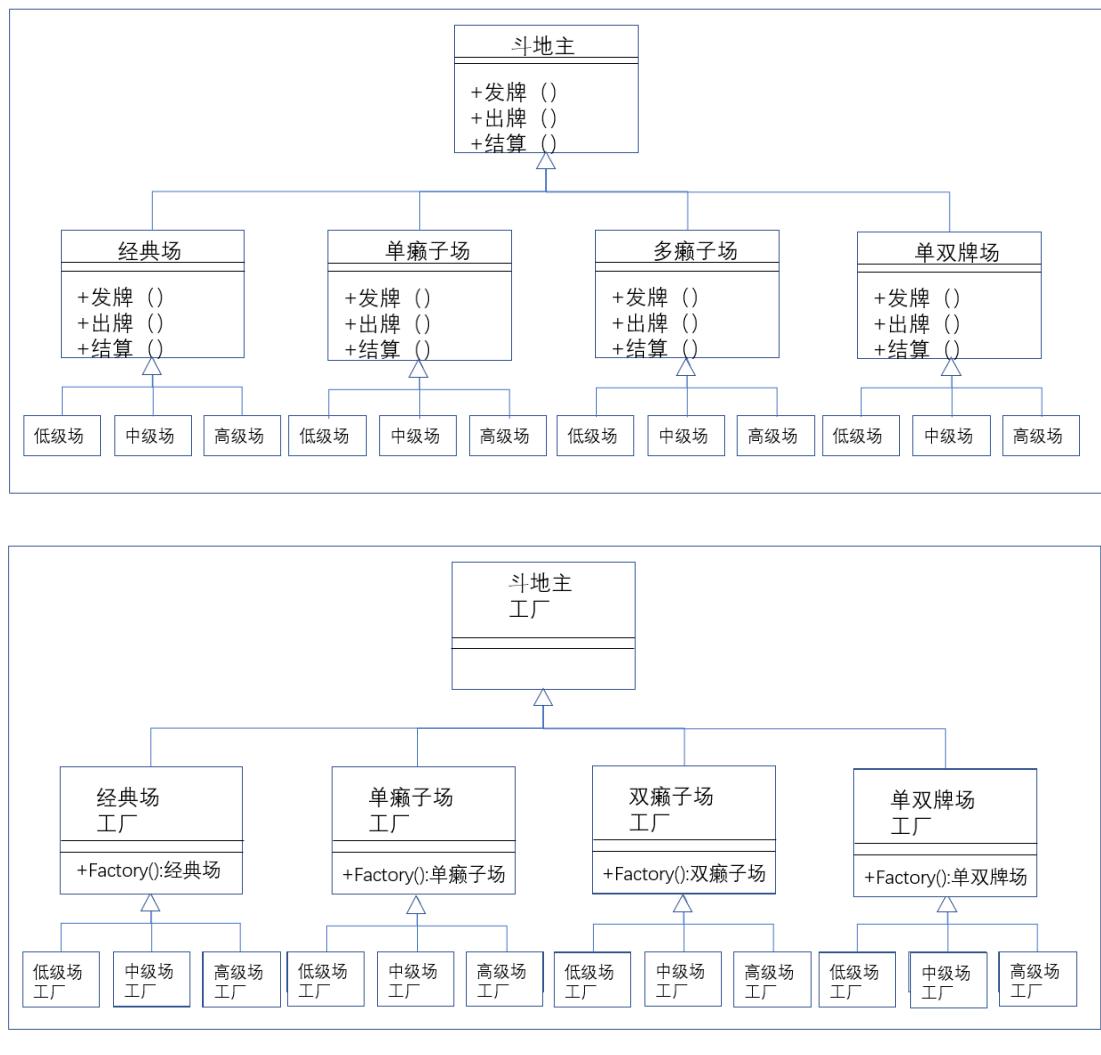 斗地主
+发牌（）
+出牌（）
+结算（）
经典场
+发牌（）
+出牌（）
+结算（）
单癞子场
+发牌（）
+出牌（）
+结算（）
多癞子场
+发牌（）
+出牌（）
+结算（）
单双牌场
+发牌（）
+出牌（）
+结算（）
低级场
中级场
高级场
低级场
中级场
高级场
低级场
中级场
高级场
低级场
中级场
高级场
斗地主
工厂
经典场
工厂
+Factory():经典场
单癞子场
工厂
+Factory():单癞子场
双癞子场
工厂
+Factory():双癞子场
单双牌场
工厂
+Factory():单双牌场
低级场
工厂
中级场
工厂
高级场
工厂
低级场
工厂
中级场
工厂
高级场
工厂
低级场
工厂
中级场
工厂
高级场
工厂
低级场
工厂
中级场
工厂
高级场
工厂